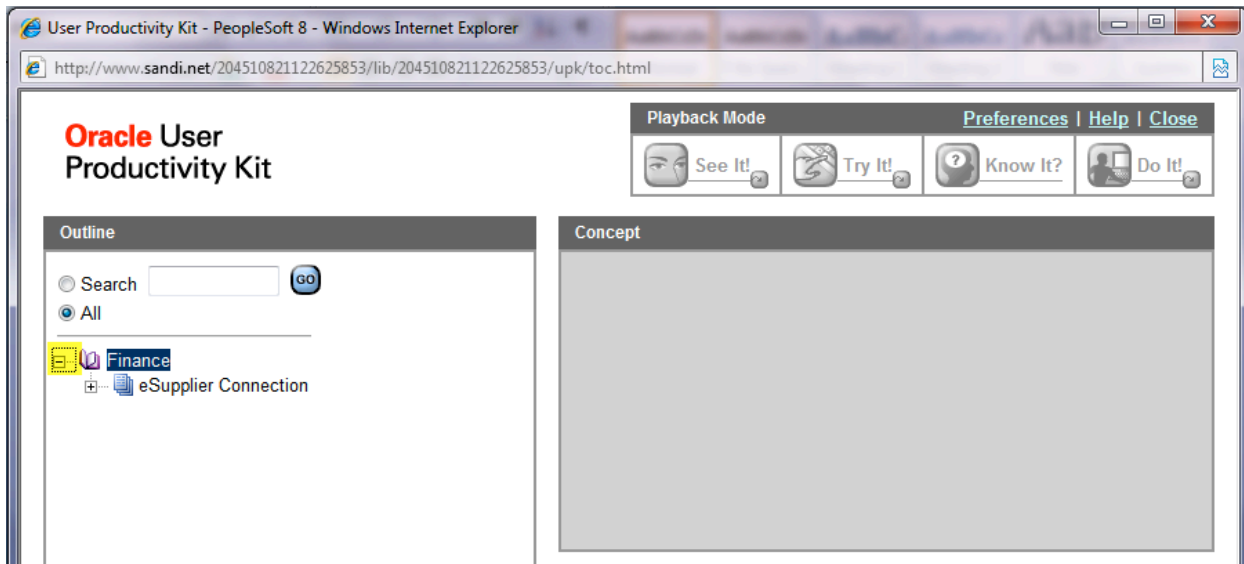 User Productivity Kit - PeopleSoft 8 - Windows Internet Explorer
http://www.sandi.net/204510821122625853/lib/204510821122625853/upk/toc.html
Oracle User
Productivity Kit
Playback Mode
Preferences | Help | Close
See It!
Try It!
Know It?
Do It!
Outline
Search
GO
All
Finance
eSupplier Connection
Concept